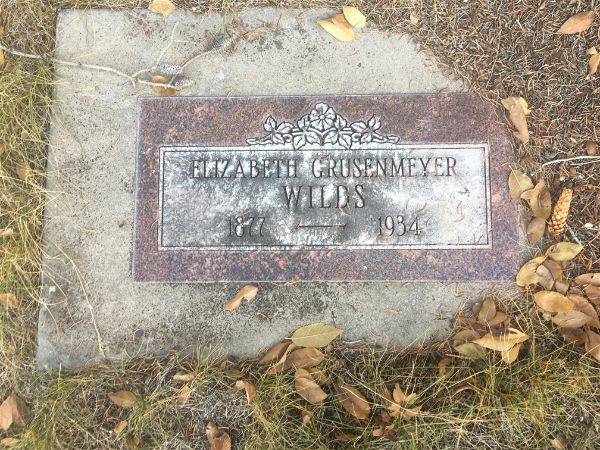 ELIZABETH GRUSENMEYER
WILDS
1877 — 1934